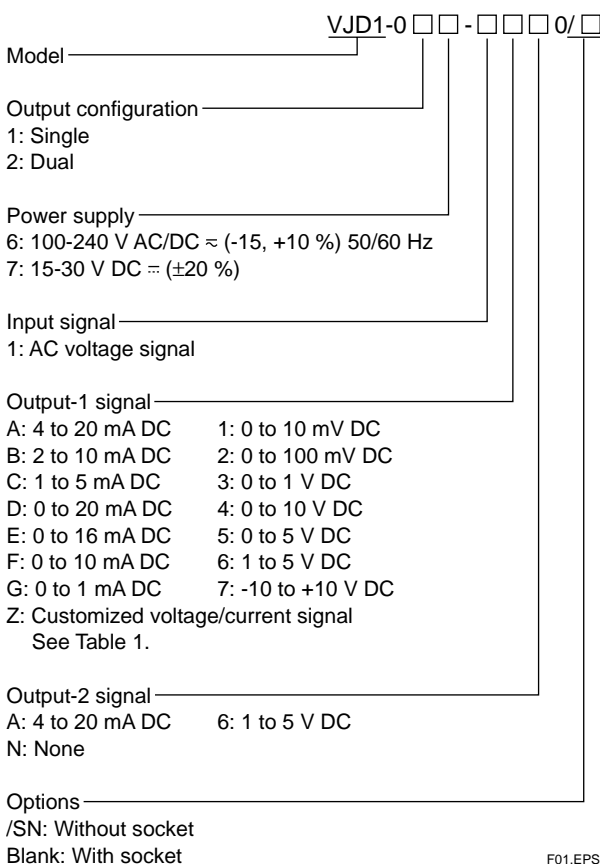 VJD1-0 □ □ - □ □ □ 0/ □
Model
Output configuration
1: Single
2: Dual
Power supply
6: 100-240 V AC/DC ≂ (-15, +10 %) 50/60 Hz
7: 15-30 V DC ⎓ (±20 %)
Input signal
1: AC voltage signal
Output-1 signal
A: 4 to 20 mA DC 1: 0 to 10 mV DC
B: 2 to 10 mA DC 2: 0 to 100 mV DC
C: 1 to 5 mA DC 3: 0 to 1 V DC
D: 0 to 20 mA DC 4: 0 to 10 V DC
E: 0 to 16 mA DC 5: 0 to 5 V DC
F: 0 to 10 mA DC 6: 1 to 5 V DC
G: 0 to 1 mA DC 7: -10 to +10 V DC
Z: Customized voltage/current signal
See Table 1.
Output-2 signal
A: 4 to 20 mA DC 6: 1 to 5 V DC
N: None
Options
/SN: Without socket
Blank: With socket
F01.EPS